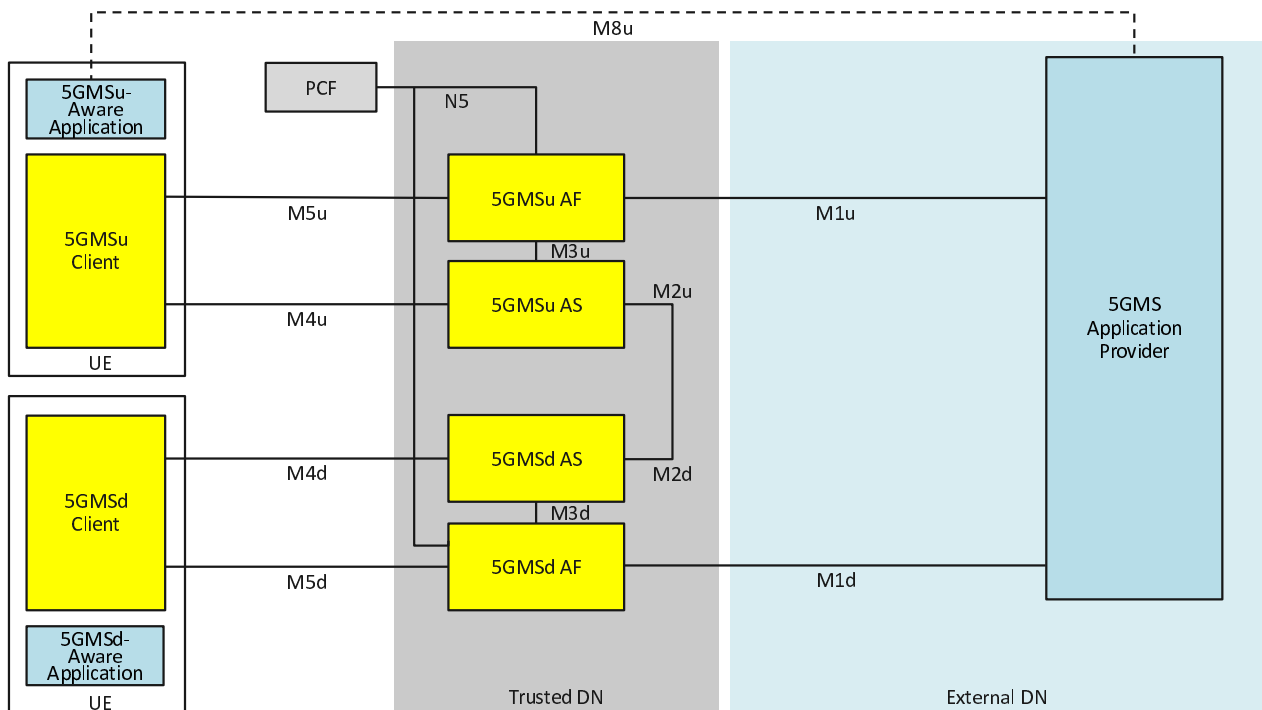 M8u
5GMSu-
Aware
Application
PCF
N5
5GMSu AF
M5u
M1u
5GMSu
Client
M3u
5GMSu AS
M2u
M4u
5GMS
Application
Provider
UE
5GMSd AS
M4d
M2d
5GMSd
Client
M3d
5GMSd AF
M5d
M1d
5GMSd-
Aware
Application
UE
Trusted DN
External DN